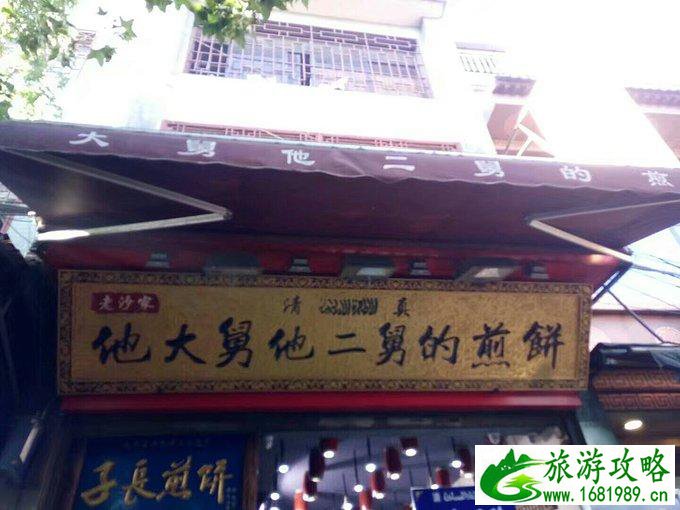 大舅他二舅的煎
老沙家
清 真
他大舅他二舅的煎餅
子長煎饼
旅游攻略
www.1681989.cn